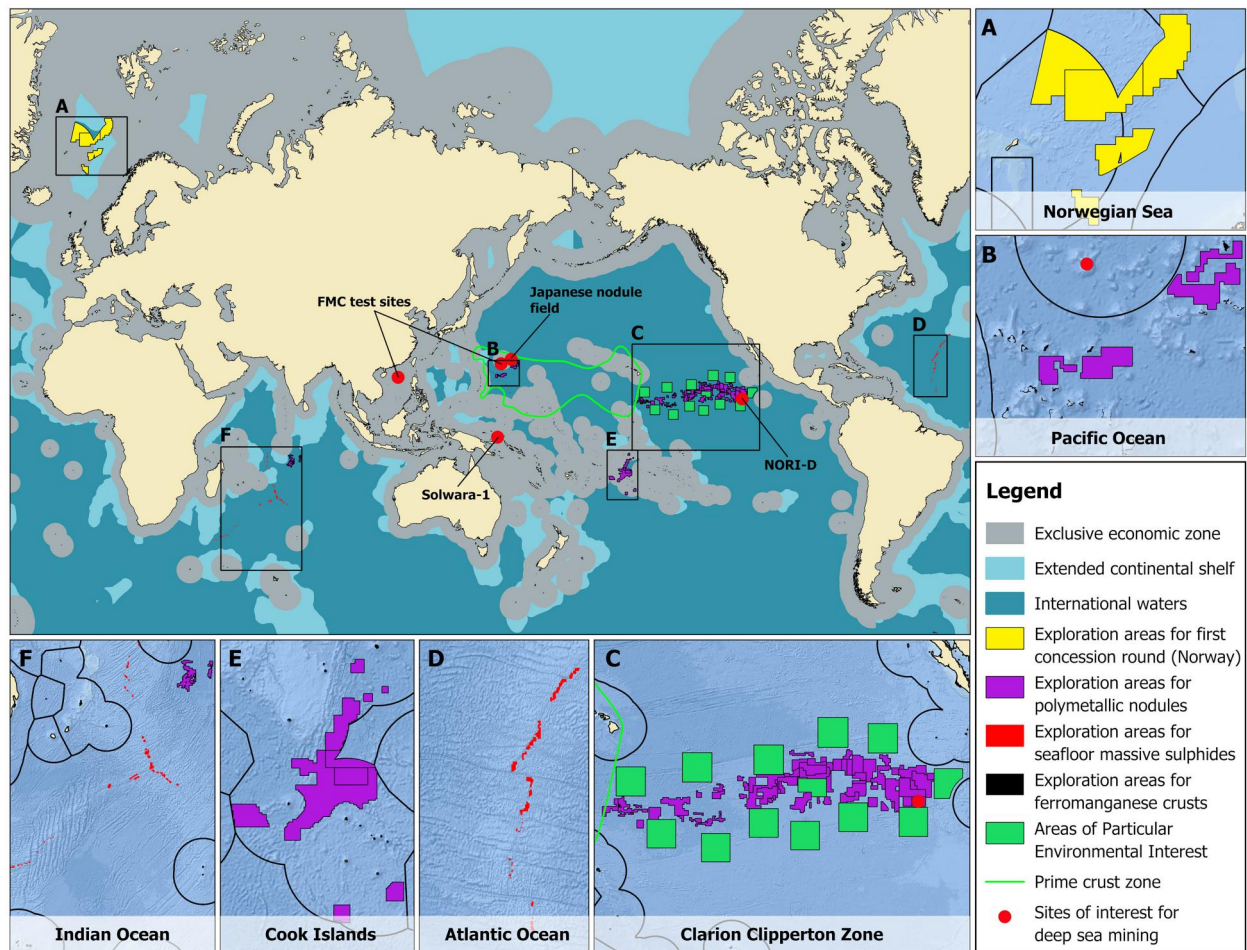 A
FMC test sites
Japanese nodule
field
B
C
D
E
F
NORI-D
Solwara-1
A
Norwegian Sea
B
Pacific Ocean
Legend
Exclusive economic zone
Extended continental shelf
International waters
Exploration areas for first
concession round (Norway)
Exploration areas for
polymetallic nodules
Exploration areas for
seafloor massive sulphides
Exploration areas for
ferromanganese crusts
Areas of Particular
Environmental Interest
Prime crust zone
Sites of interest for
deep sea mining
F
Indian Ocean
E
Cook Islands
D
Atlantic Ocean
C
Clarion Clipperton Zone